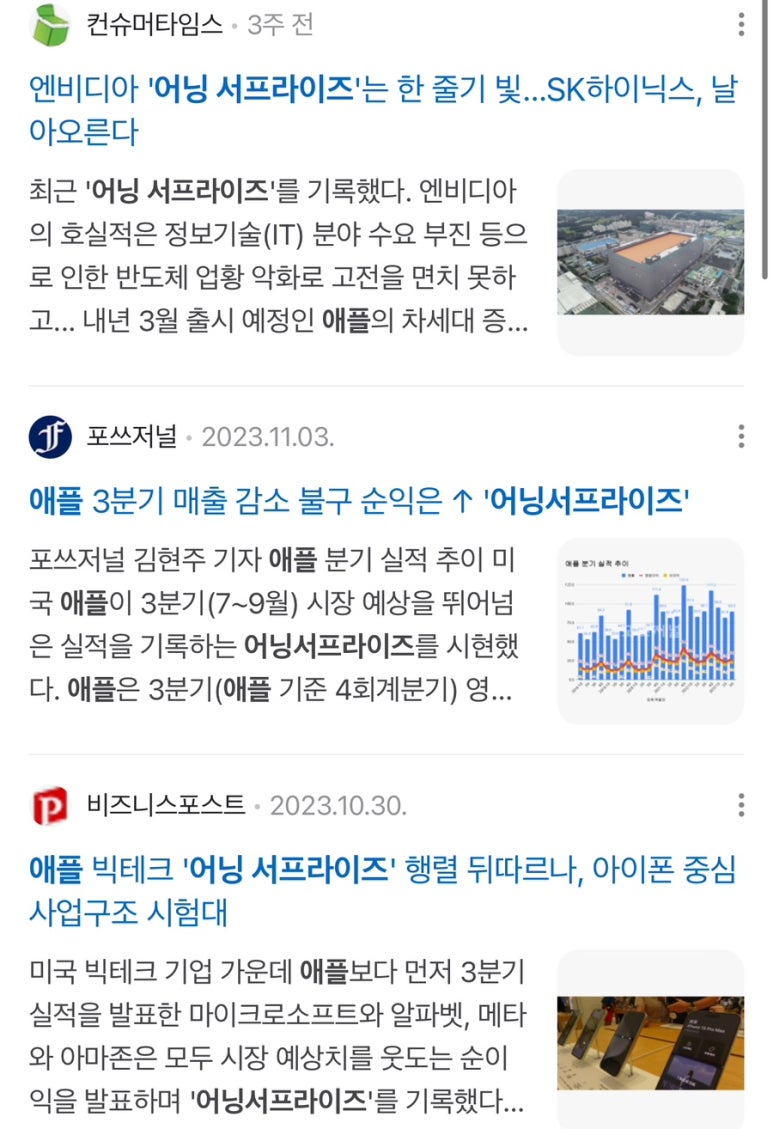 컨슈머타임스 • 3주 전
엔비디아 '어닝 서프라이즈'는 한 줄기 빛...SK하이닉스, 날
아오른다
최근 '어닝 서프라이즈'를 기록했다. 엔비디아
의 호실적은 정보기술(IT) 분야 수요 부진 등으
로 인한 반도체 업황 악화로 고전을 면치 못하
고... 내년 3월 출시 예정인 애플의 차세대 증...
포쓰저널 • 2023.11.03.
애플 3분기 매출 감소 불구 순익은 ↑ '어닝서프라이즈'
포쓰저널 김현주 기자 애플 분기 실적 추이 미
국 애플이 3분기(7~9월) 시장 예상을 뛰어넘
은 실적을 기록하는 어닝서프라이즈를 시현했
다. 애플은 3분기(애플 기준 4회계분기) 영...
애플 분기 실적 추이
비즈니스포스트 • 2023.10.30.
애플 빅테크 '어닝 서프라이즈' 행렬 뒤따르나, 아이폰 중심
사업구조 시험대
미국 빅테크 기업 가운데 애플보다 먼저 3분기
실적을 발표한 마이크로소프트와 알파벳, 메타
와 아마존은 모두 시장 예상치를 웃도는 순이
익을 발표하며 '어닝서프라이즈'를 기록했다...